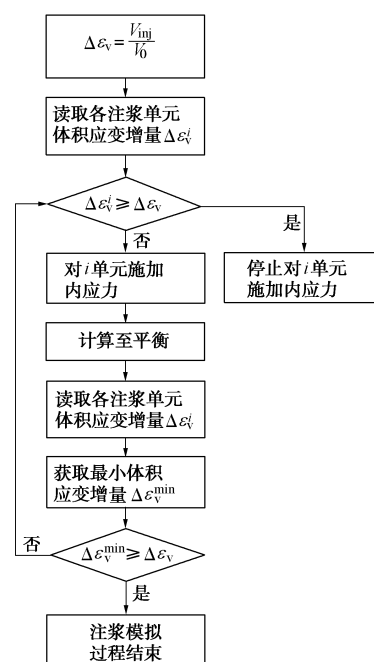 Δεv = Vinj/V0
读取各注浆单元
体积应变增量Δεvⁱ
Δεvⁱ ⩾ Δεv
是
否
对i单元施加
内应力
停止对i单元
施加内应力
计算至平衡
读取各注浆单元
体积应变增量Δεvⁱ
获取最小体积
应变增量Δεv^min
否
Δεv^min ⩾ Δεv
是
注浆模拟
过程结束